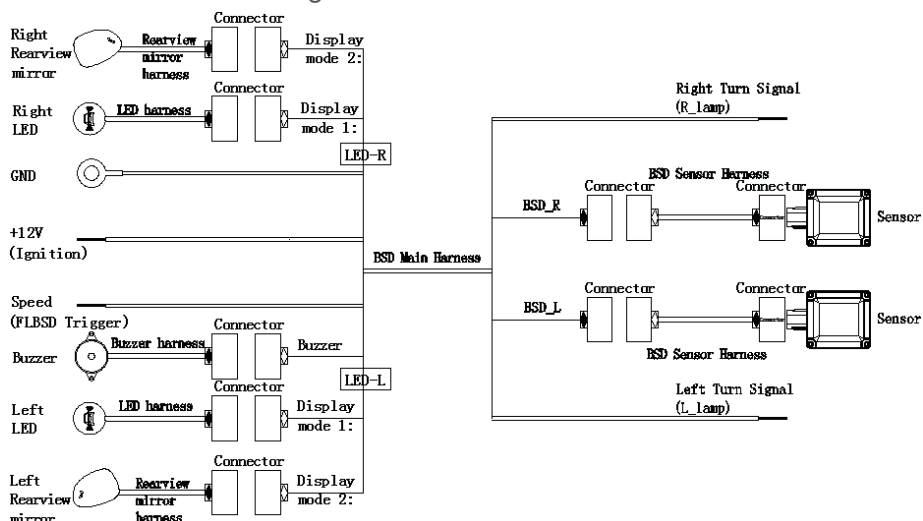 Connector
Right
Rearview
mirror
Rearview
mirror
harness
Display
mode 2:
Right
LED
LED harness
Connector
Display
mode 1:
LED-R
GND
+12V
(Ignition)
BSD Main Harness
Speed
(FLBSD Trigger)
Buzzer
Buzzer harness
Connector
Buzzer
LED-L
Left
LED
LED harness
Connector
Display
mode 1:
Left
Rearview
mirror
Rearview
mirror
harness
Connector
Display
mode 2:
Right Turn Signal
(R_lamp)
BSD_R
Connector
BSD Sensor Harness
Connector
Connector
Sensor
BSD_L
Connector
BSD Sensor Harness
Connector
Sensor
Left Turn Signal
(L_lamp)